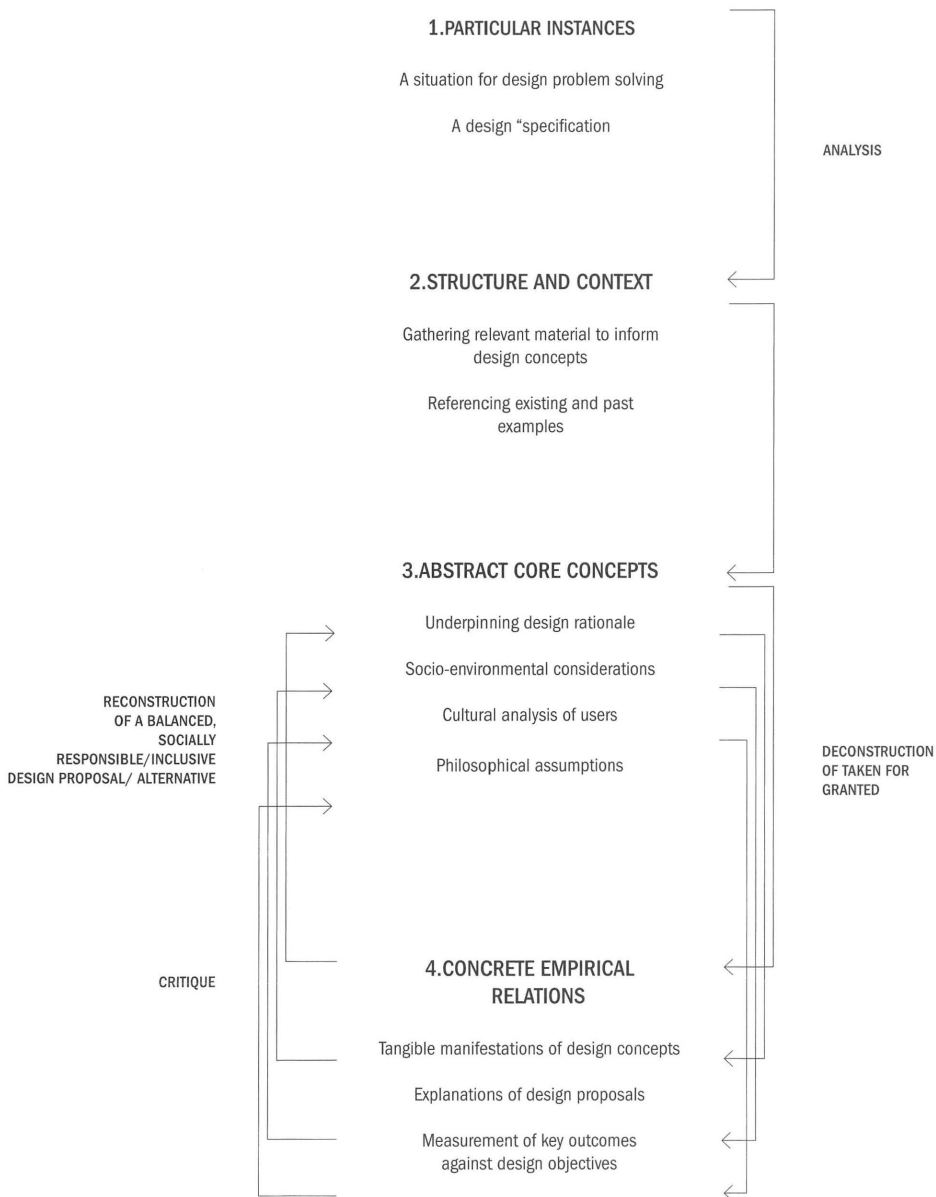 1.PARTICULAR INSTANCES
A situation for design problem solving
A design “specification
ANALYSIS
2.STRUCTURE AND CONTEXT
Gathering relevant material to inform
design concepts
Referencing existing and past
examples
3.ABSTRACT CORE CONCEPTS
Underpinning design rationale
Socio-environmental considerations
Cultural analysis of users
Philosophical assumptions
RECONSTRUCTION
OF A BALANCED,
SOCIALLY
RESPONSIBLE/INCLUSIVE
DESIGN PROPOSAL/ ALTERNATIVE
DECONSTRUCTION
OF TAKEN FOR
GRANTED
CRITIQUE
4.CONCRETE EMPIRICAL
RELATIONS
Tangible manifestations of design concepts
Explanations of design proposals
Measurement of key outcomes
against design objectives